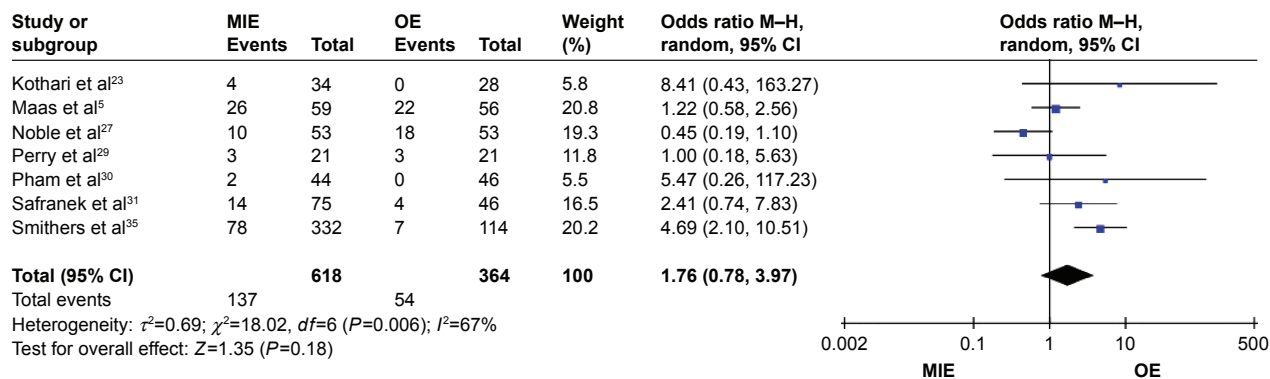 Study or subgroup MIE Events Total OE Events Total Weight (%) Odds ratio M–H, random, 95% CI Odds ratio M–H, random, 95% CI
Kothari et al²³ 4 34 0 28 5.8 8.41 (0.43, 163.27)
Maas et al⁵ 26 59 22 56 20.8 1.22 (0.58, 2.56)
Noble et al²⁷ 10 53 18 53 19.3 0.45 (0.19, 1.10)
Perry et al²⁹ 3 21 3 21 11.8 1.00 (0.18, 5.63)
Pham et al³⁰ 2 44 0 46 5.5 5.47 (0.26, 117.23)
Safranek et al³¹ 14 75 4 46 16.5 2.41 (0.74, 7.83)
Smithers et al³⁵ 78 332 7 114 20.2 4.69 (2.10, 10.51)
Total (95% CI) 618 364 100 1.76 (0.78, 3.97)
Total events 137 54
Heterogeneity: τ²=0.69; χ²=18.02, df=6 (P=0.006); I²=67%
Test for overall effect: Z=1.35 (P=0.18)
0.002 0.1 1 10 500
MIE OE